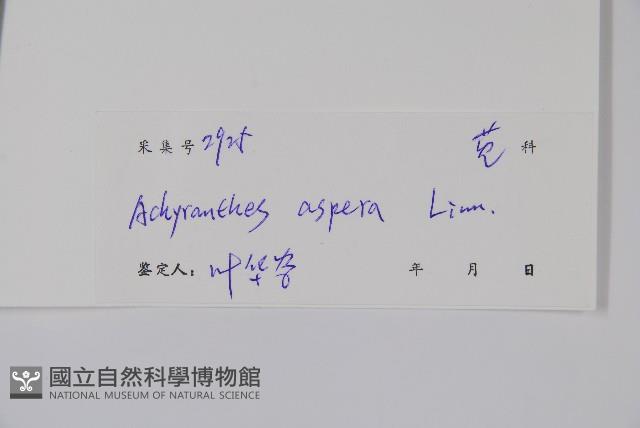 采集号 2925 苋 科
Achyranthes aspera Linn.
鉴定人: 叶华谷 年 月 日
國立自然科學博物館
NATIONAL MUSEUM OF NATURAL SCIENCE